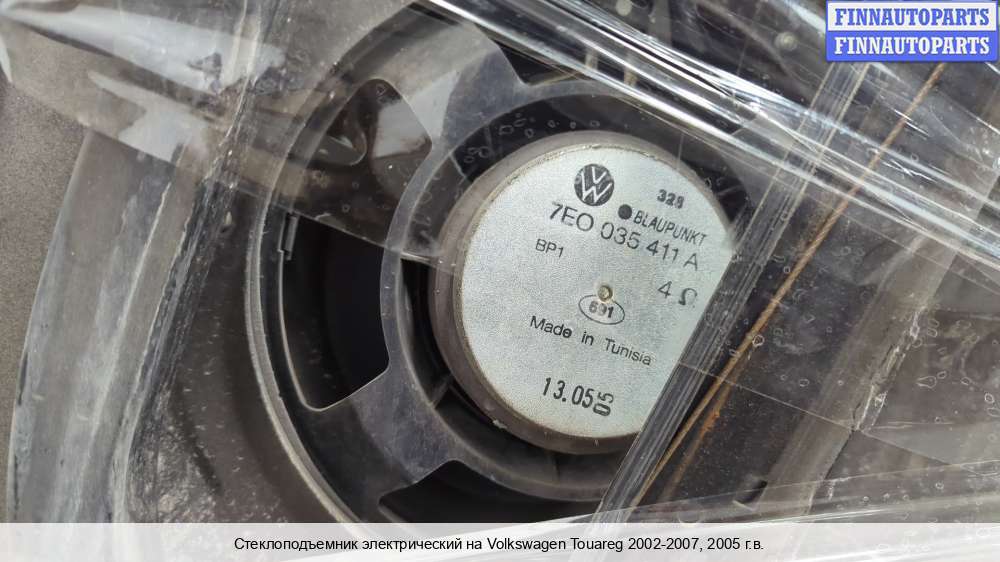 FINNAUTOPARTS
FINNAUTOPARTS
328
BLAUPUNKT
7E0 035 411 A
BP1
4 Ω
691
Made in Tunisia
13.05 05
Стеклоподъемник электрический на Volkswagen Touareg 2002-2007, 2005 г.в.